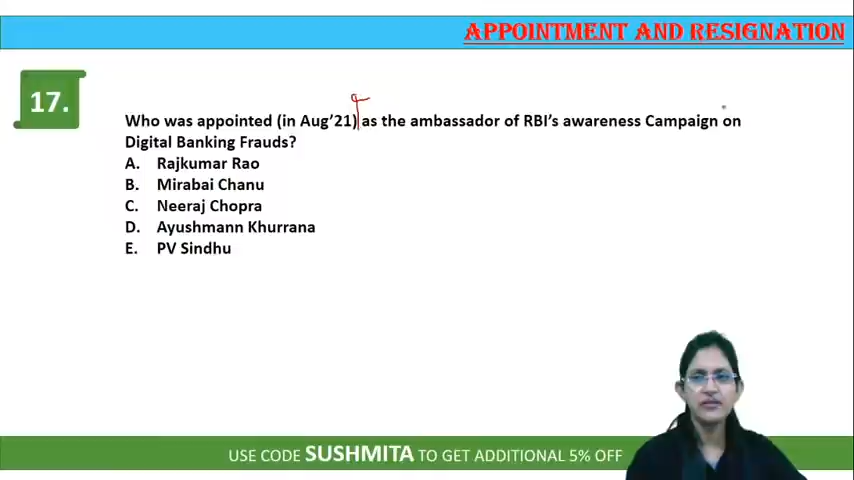 APPOINTMENT AND RESIGNATION
17.
Who was appointed (in Aug'21) as the ambassador of RBI's awareness Campaign on
Digital Banking Frauds?
A. Rajkumar Rao
B. Mirabai Chanu
C. Neeraj Chopra
D. Ayushmann Khurrana
E. PV Sindhu
USE CODE SUSHMITA TO GET ADDITIONAL 5% OFF